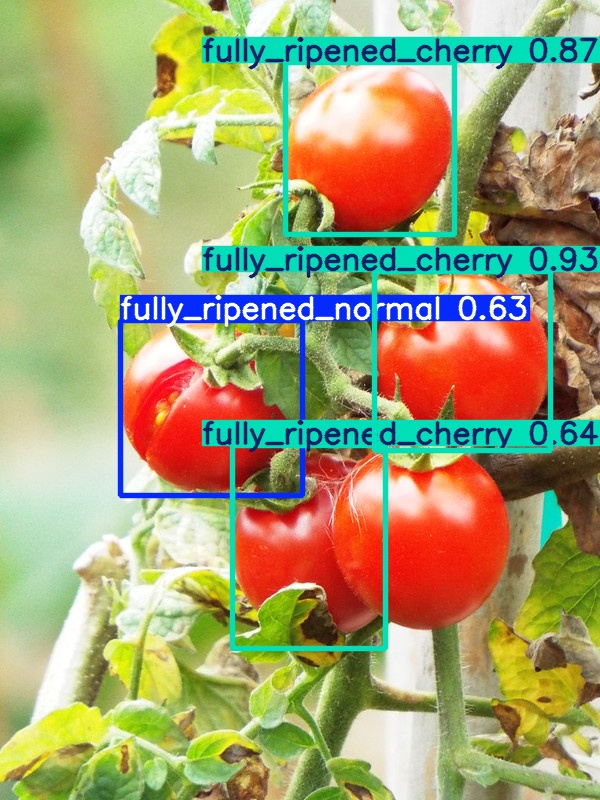 fully_ripened_cherry 0.87
fully_ripened_cherry 0.93
fully_ripened_normal 0.63
fully_ripened_cherry 0.64